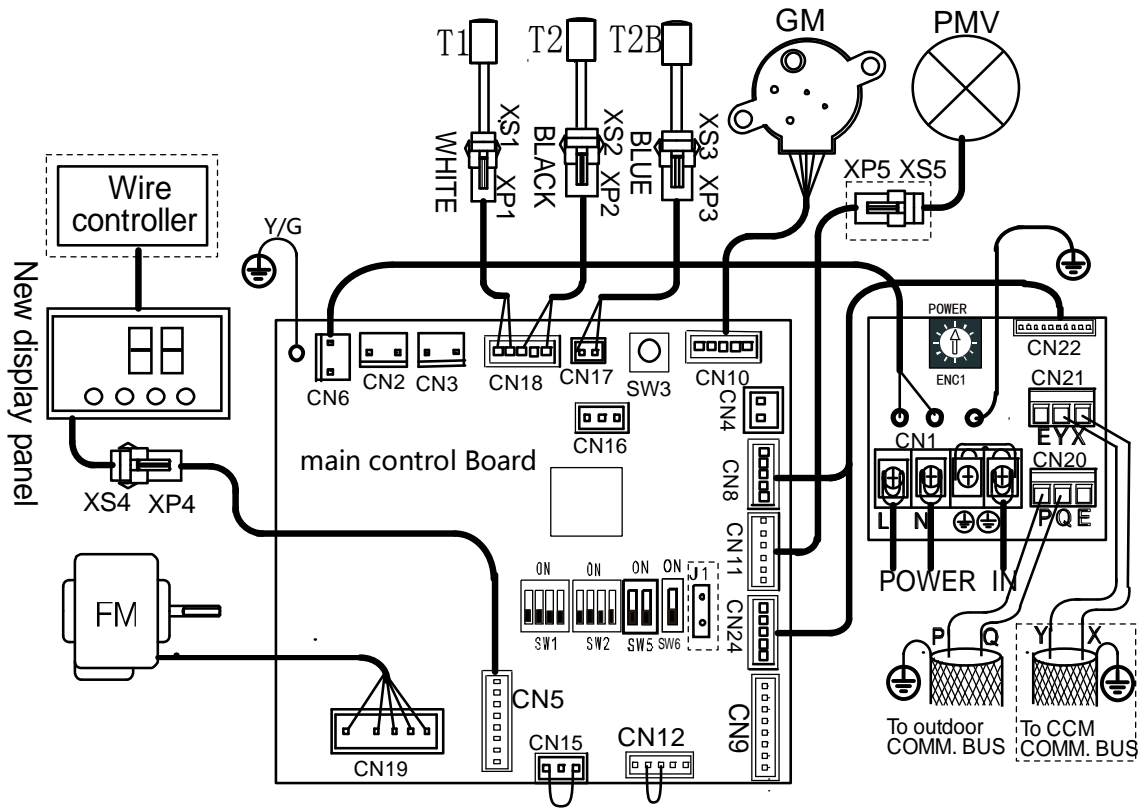 T1
T2
T2B
GM
PMV
XS1
XP1
WHITE
XS2
XP2
BLACK
XS3
XP3
BLUE
XP5 XS5
Wire
controller
Y/G
New display panel
POWER
ENC1
CN22
CN21
EYX
CN20
PQE
CN1
L
N
POWER IN
CN6
CN2
CN3
CN18
CN17
SW3
CN10
CN4
CN16
main control Board
CN8
CN11
CN24
CN9
XS4
XP4
ON
SW1
ON
SW2
ON
SW5
ON
SW6
J1
FM
CN5
CN19
CN15
CN12
P
Q
Y
X
To outdoor
COMM. BUS
To CCM
COMM. BUS